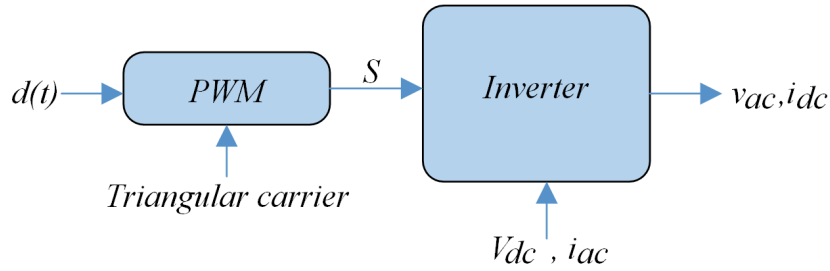 d(t)
PWM
S
Inverter
vac,idc
Triangular carrier
Vdc , iac